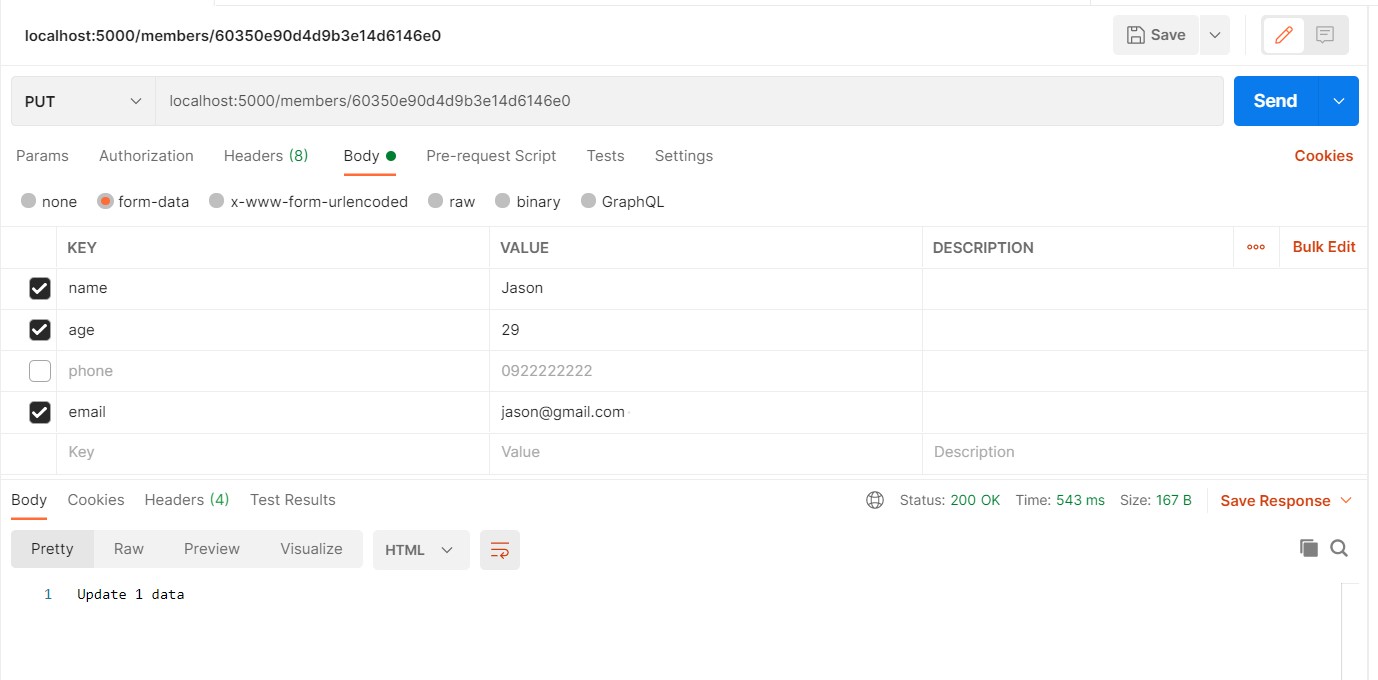 localhost:5000/members/60350e90d4d9b3e14d6146e0 Save
PUT localhost:5000/members/60350e90d4d9b3e14d6146e0 Send
Params Authorization Headers (8) Body Pre-request Script Tests Settings Cookies
none form-data x-www-form-urlencoded raw binary GraphQL
KEY VALUE DESCRIPTION Bulk Edit
name Jason
age 29
phone 0922222222
email jason@gmail.com
Key Value Description
Body Cookies Headers (4) Test Results Status: 200 OK Time: 543 ms Size: 167 B Save Response
Pretty Raw Preview Visualize HTML
1 Update 1 data